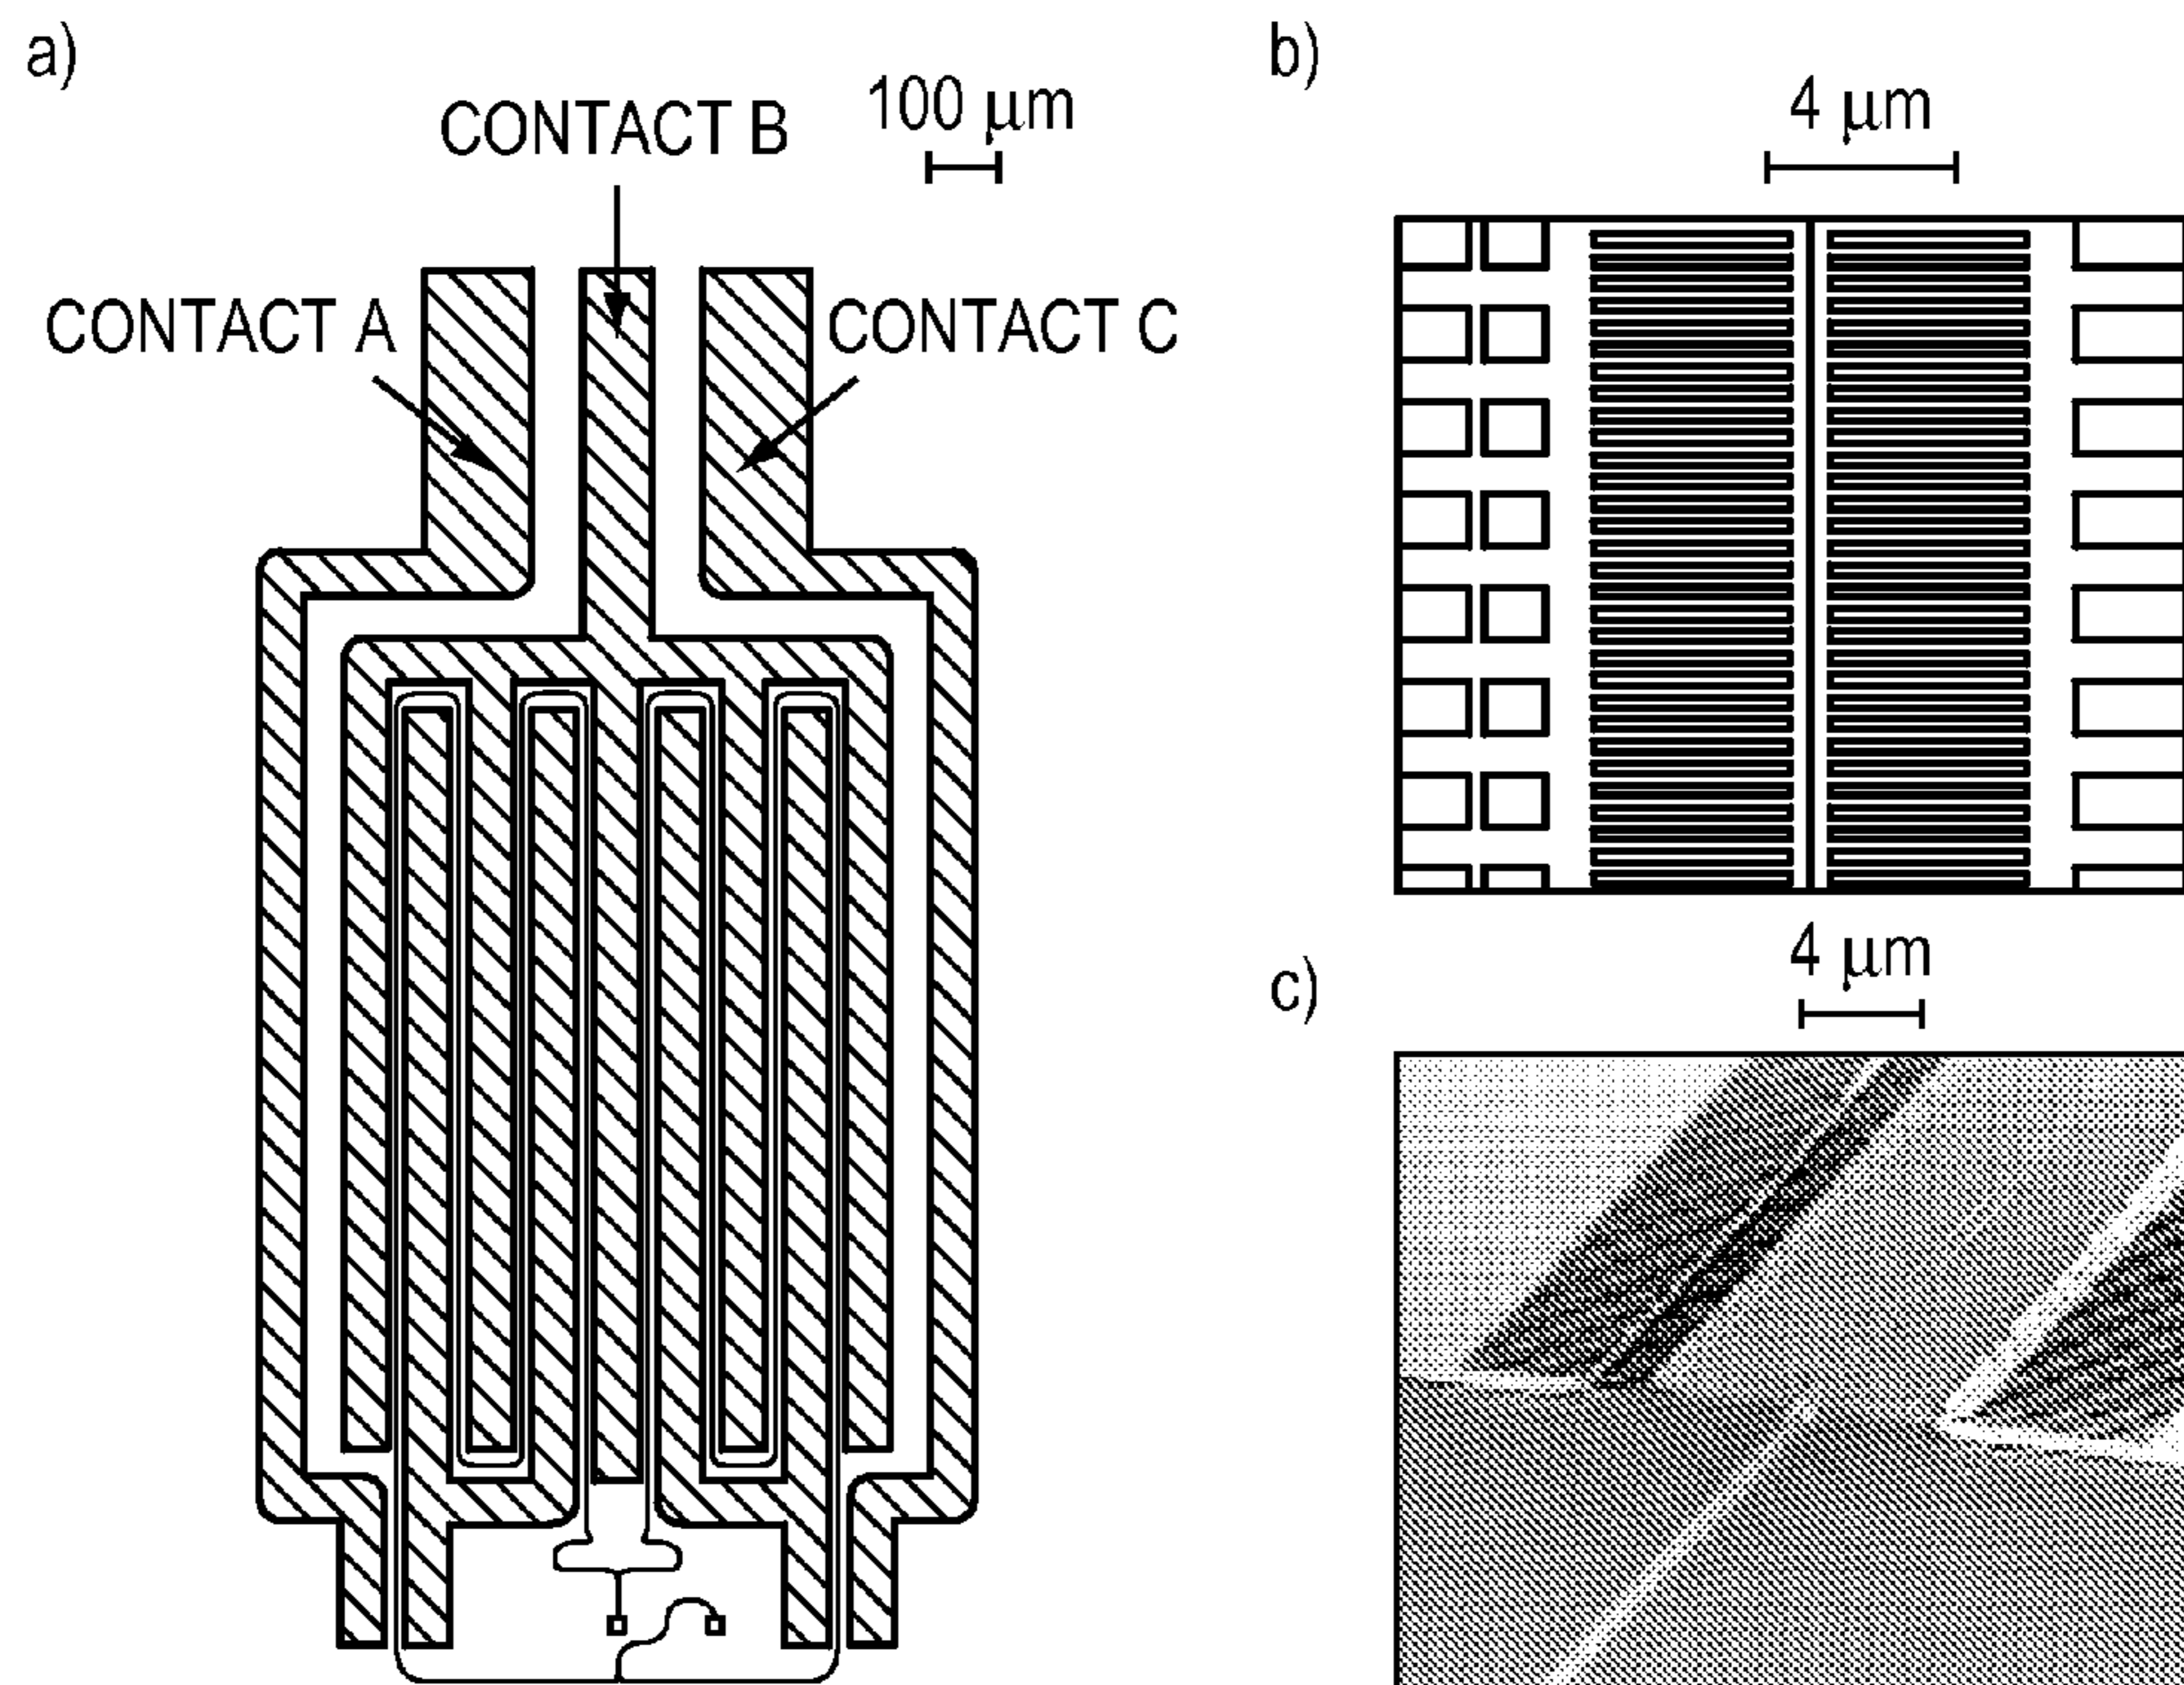 a)
CONTACT B
100 μm
CONTACT A
CONTACT C
b)
4 μm
c)
4 μm